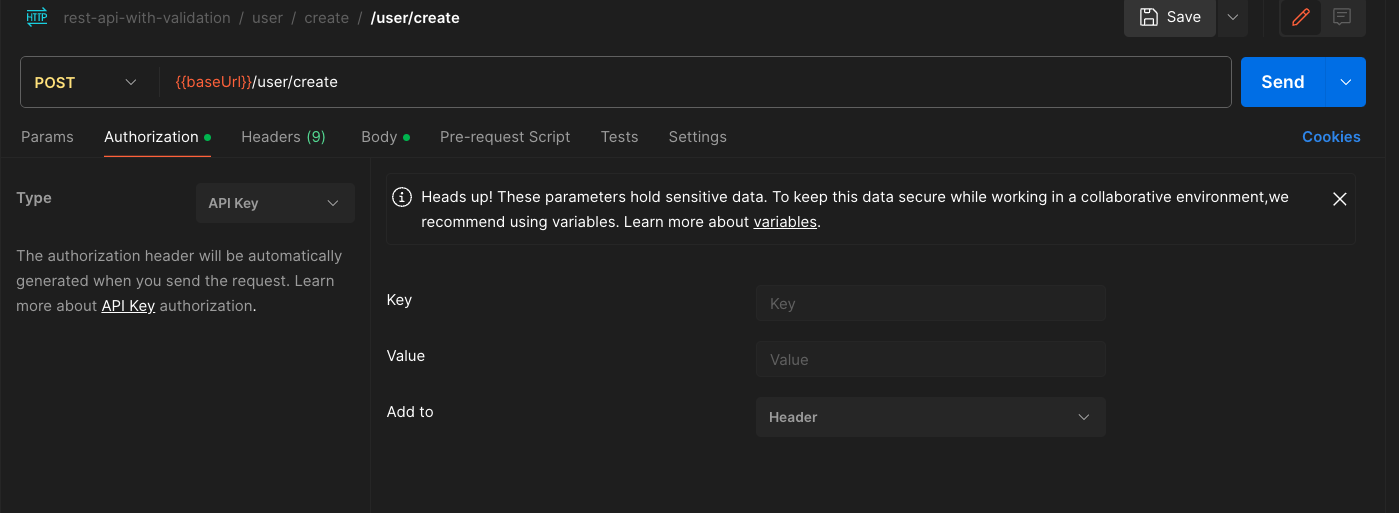 HTTP rest-api-with-validation / user / create / /user/create Save
POST {{baseUrl}}/user/create Send
Params Authorization Headers (9) Body Pre-request Script Tests Settings Cookies
Type API Key
The authorization header will be automatically
generated when you send the request. Learn
more about API Key authorization.
Heads up! These parameters hold sensitive data. To keep this data secure while working in a collaborative environment,we
recommend using variables. Learn more about variables.
Key Key
Value Value
Add to Header